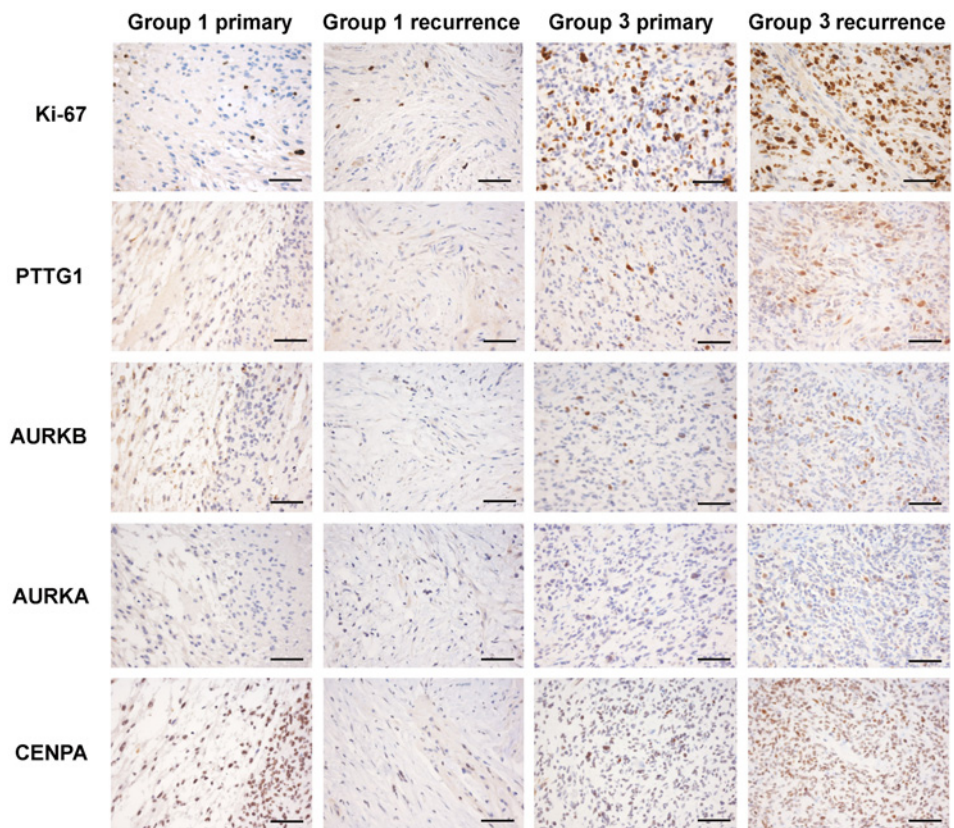 Group 1 primary Group 1 recurrence Group 3 primary Group 3 recurrence
Ki-67
PTTG1
AURKB
AURKA
CENPA